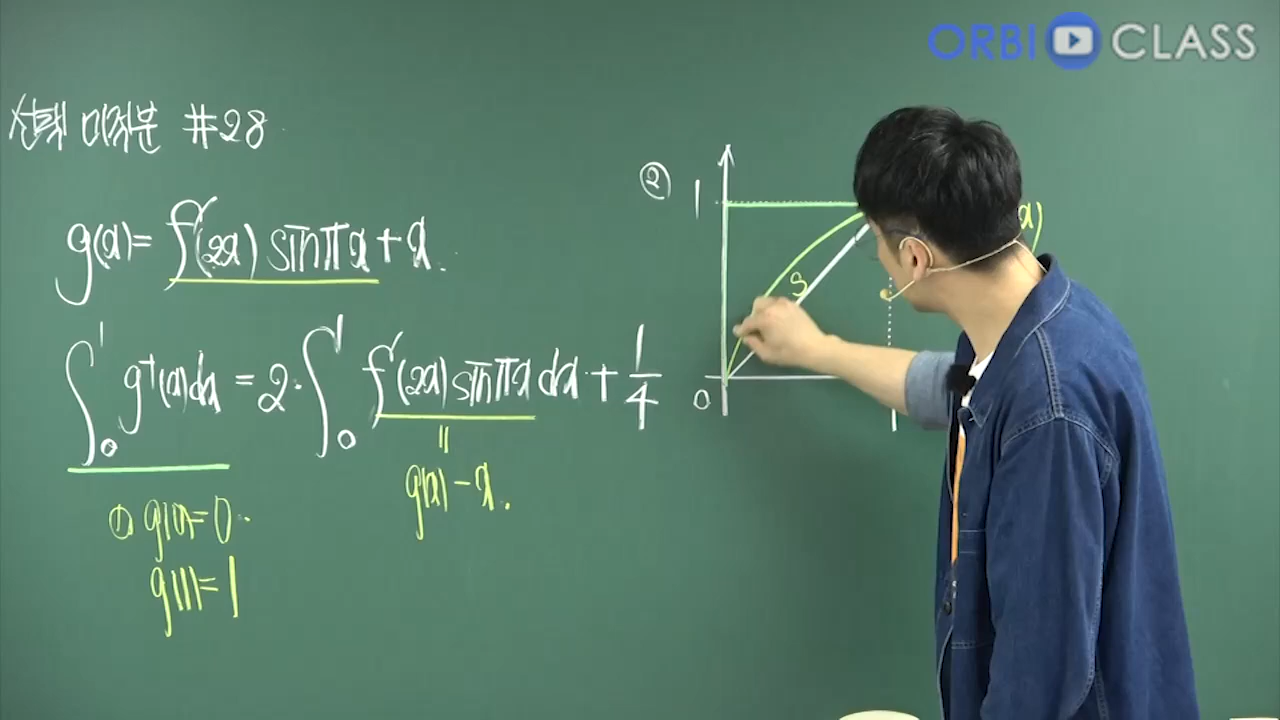 ORBI CLASS
선택 미적분 #28
g(x)= f'(2x) sinπx + x.
∫₀¹ g⁻¹(x)dx = 2·∫₀¹ f'(2x) sinπx dx + 1/4
"
g(x) - x.
① g(0)=0.
g(1)=1
②
1
S
x)
0